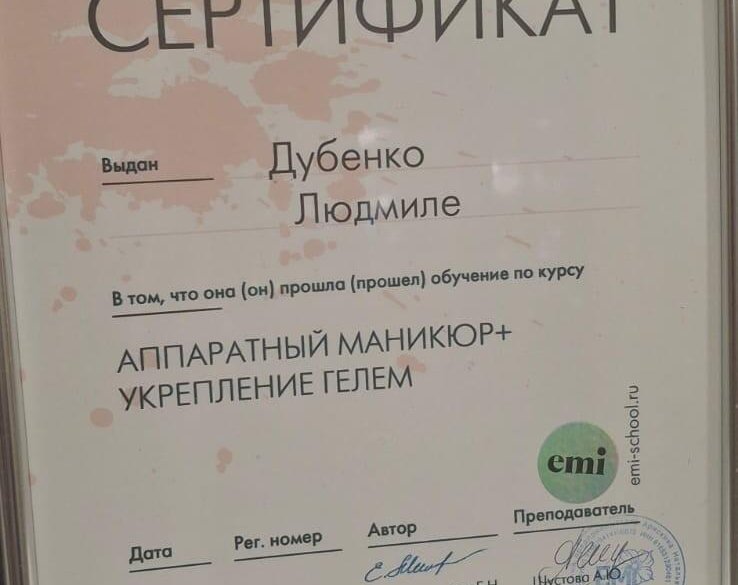 СЕРТИФИКАТ
Выдан
Дубенко
Людмиле
В том, что она (он) прошла (прошел) обучение по курсу
АППАРАТНЫЙ МАНИКЮР+
УКРЕПЛЕНИЕ ГЕЛЕМ
emi
emi-school.ru
Дата
Рег. номер
Автор
Преподаватель
Чустова А.Ю.